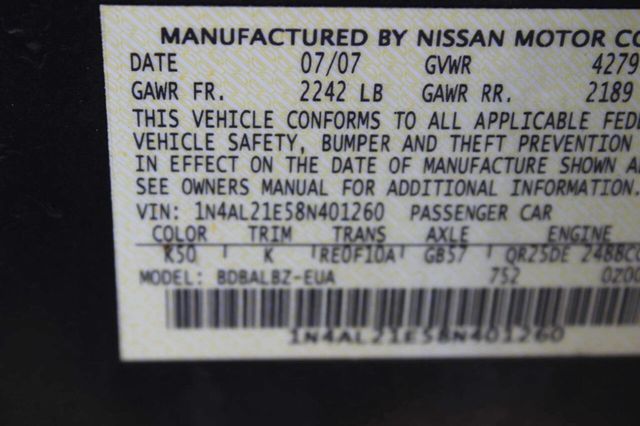 MANUFACTURED BY NISSAN MOTOR CO
DATE 07/07 GVWR 4279
GAWR FR. 2242 LB GAWR RR. 2189
THIS VEHICLE CONFORMS TO ALL APPLICABLE FEDE
VEHICLE SAFETY, BUMPER AND THEFT PREVENTION
IN EFFECT ON THE DATE OF MANUFACTURE SHOWN A
SEE OWNERS MANUAL FOR ADDITIONAL INFORMATION.
VIN: 1N4AL21E58N401260 PASSENGER CAR
COLOR TRIM TRANS AXLE ENGINE
K50 K RE0F10A GB57 QR25DE 2488CC
MODEL: BDBALBZ-EUA 752 0200
1N4AL21E58N401260